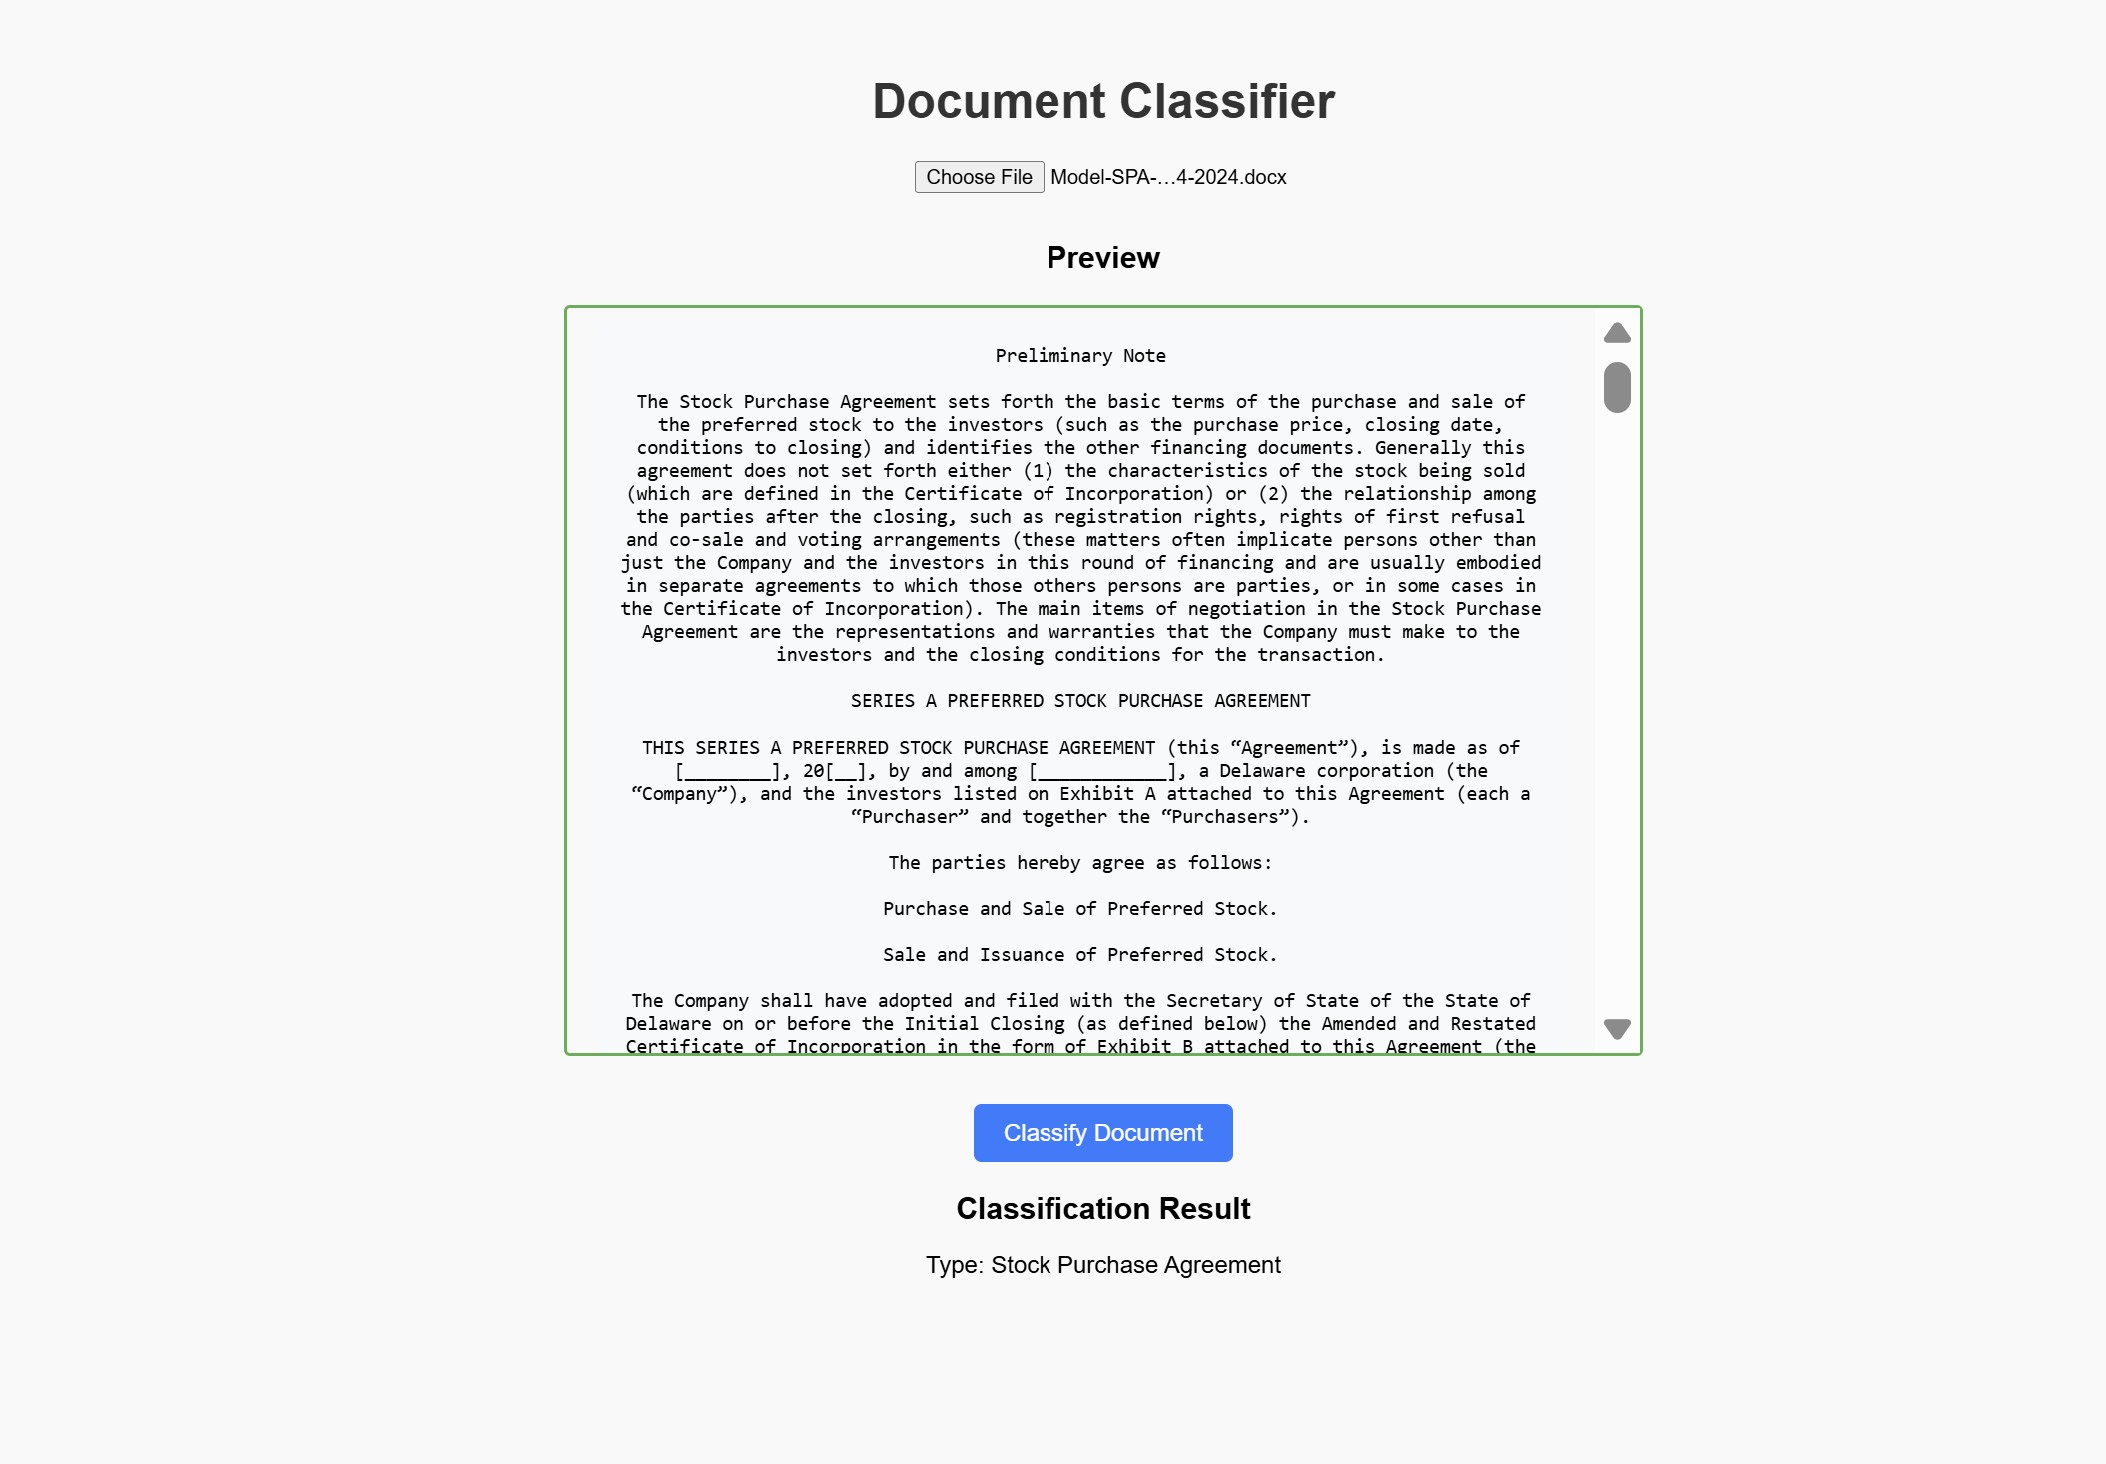 Document Classifier
Choose File Model-SPA-…4-2024.docx
Preview
Preliminary Note
The Stock Purchase Agreement sets forth the basic terms of the purchase and sale of
the preferred stock to the investors (such as the purchase price, closing date,
conditions to closing) and identifies the other financing documents. Generally this
agreement does not set forth either (1) the characteristics of the stock being sold
(which are defined in the Certificate of Incorporation) or (2) the relationship among
the parties after the closing, such as registration rights, rights of first refusal
and co-sale and voting arrangements (these matters often implicate persons other than
just the Company and the investors in this round of financing and are usually embodied
in separate agreements to which those others persons are parties, or in some cases in
the Certificate of Incorporation). The main items of negotiation in the Stock Purchase
Agreement are the representations and warranties that the Company must make to the
investors and the closing conditions for the transaction.
SERIES A PREFERRED STOCK PURCHASE AGREEMENT
THIS SERIES A PREFERRED STOCK PURCHASE AGREEMENT (this “Agreement”), is made as of
[________], 20[__], by and among [____________], a Delaware corporation (the
“Company”), and the investors listed on Exhibit A attached to this Agreement (each a
“Purchaser” and together the “Purchasers”).
The parties hereby agree as follows:
Purchase and Sale of Preferred Stock.
Sale and Issuance of Preferred Stock.
The Company shall have adopted and filed with the Secretary of State of the State of
Delaware on or before the Initial Closing (as defined below) the Amended and Restated
Certificate of Incorporation in the form of Exhibit B attached to this Agreement (the
Classify Document
Classification Result
Type: Stock Purchase Agreement